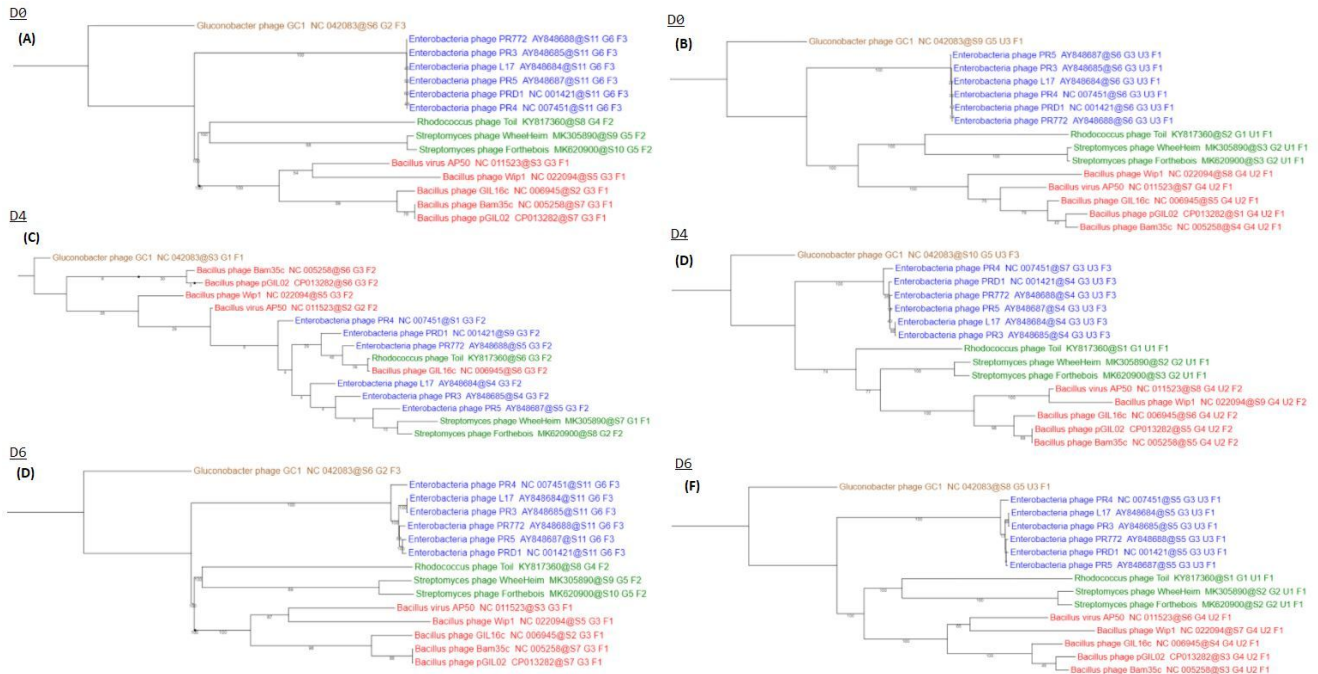 D0
(A)
Gluconobacter phage GC1 NC 042083@S6 G2 F3
Enterobacteria phage PR772 AY848688@S11 G6 F3
Enterobacteria phage PR3 AY848685@S11 G6 F3
Enterobacteria phage L17 AY848684@S11 G6 F3
Enterobacteria phage PR5 AY848687@S11 G6 F3
Enterobacteria phage PRD1 NC 001421@S11 G6 F3
Enterobacteria phage PR4 NC 007451@S11 G6 F3
Rhodococcus phage Toil KY817360@S8 G4 F2
Streptomyces phage WheeHeim MK305890@S9 G5 F2
Streptomyces phage Forthebois MK620900@S10 G5 F2
Bacillus virus AP50 NC 011523@S3 G3 F1
Bacillus phage Wip1 NC 022094@S5 G3 F1
Bacillus phage GIL16c NC 006945@S2 G3 F1
Bacillus phage Bam35c NC 005258@S7 G3 F1
Bacillus phage pGIL02 CP013282@S7 G3 F1
D0
(B)
Gluconobacter phage GC1 NC 042083@S9 G5 U3 F1
Enterobacteria phage PR5 AY848687@S6 G3 U3 F1
Enterobacteria phage PR3 AY848685@S6 G3 U3 F1
Enterobacteria phage L17 AY848684@S6 G3 U3 F1
Enterobacteria phage PR4 NC 007451@S6 G3 U3 F1
Enterobacteria phage PRD1 NC 001421@S6 G3 U3 F1
Enterobacteria phage PR772 AY848688@S6 G3 U3 F1
Rhodococcus phage Toil KY817360@S2 G1 U1 F1
Streptomyces phage WheeHeim MK305890@S3 G2 U1 F1
Streptomyces phage Forthebois MK620900@S3 G2 U1 F1
Bacillus phage Wip1 NC 022094@S8 G4 U2 F1
Bacillus virus AP50 NC 011523@S7 G4 U2 F1
Bacillus phage GIL16c NC 006945@S5 G4 U2 F1
Bacillus phage pGIL02 CP013282@S1 G4 U2 F1
Bacillus phage Bam35c NC 005258@S4 G4 U2 F1
D4
(C)
Gluconobacter phage GC1 NC 042083@S3 G1 F1
Bacillus phage Bam35c NC 005258@S6 G3 F2
Bacillus phage pGIL02 CP013282@S6 G3 F2
Bacillus phage Wip1 NC 022094@S5 G3 F2
Bacillus virus AP50 NC 011523@S2 G2 F2
Enterobacteria phage PR4 NC 007451@S1 G3 F2
Enterobacteria phage PRD1 NC 001421@S9 G3 F2
Enterobacteria phage PR772 AY848688@S5 G3 F2
Rhodococcus phage Toil KY817360@S6 G3 F2
Bacillus phage GIL16c NC 006945@S6 G3 F2
Enterobacteria phage L17 AY848684@S4 G3 F2
Enterobacteria phage PR3 AY848685@S4 G3 F2
Enterobacteria phage PR5 AY848687@S5 G3 F2
Streptomyces phage WheeHeim MK305890@S7 G1 F1
Streptomyces phage Forthebois MK620900@S8 G2 F2
D4
(D)
Gluconobacter phage GC1 NC 042083@S10 G5 U3 F3
Enterobacteria phage PR4 NC 007451@S7 G3 U3 F3
Enterobacteria phage PRD1 NC 001421@S4 G3 U3 F3
Enterobacteria phage PR772 AY848688@S4 G3 U3 F3
Enterobacteria phage PR5 AY848687@S4 G3 U3 F3
Enterobacteria phage L17 AY848684@S4 G3 U3 F3
Enterobacteria phage PR3 AY848685@S4 G3 U3 F3
Rhodococcus phage Toil KY817360@S1 G1 U1 F1
Streptomyces phage WheeHeim MK305890@S2 G2 U1 F1
Streptomyces phage Forthebois MK620900@S3 G2 U1 F1
Bacillus virus AP50 NC 011523@S8 G4 U2 F2
Bacillus phage Wip1 NC 022094@S9 G4 U2 F2
Bacillus phage GIL16c NC 006945@S6 G4 U2 F2
Bacillus phage pGIL02 CP013282@S5 G4 U2 F2
Bacillus phage Bam35c NC 005258@S5 G4 U2 F2
D6
(D)
Gluconobacter phage GC1 NC 042083@S6 G2 F3
Enterobacteria phage PR4 NC 007451@S11 G6 F3
Enterobacteria phage L17 AY848684@S11 G6 F3
Enterobacteria phage PR3 AY848685@S11 G6 F3
Enterobacteria phage PR772 AY848688@S11 G6 F3
Enterobacteria phage PR5 AY848687@S11 G6 F3
Enterobacteria phage PRD1 NC 001421@S11 G6 F3
Rhodococcus phage Toil KY817360@S8 G4 F2
Streptomyces phage WheeHeim MK305890@S9 G5 F2
Streptomyces phage Forthebois MK620900@S10 G5 F2
Bacillus virus AP50 NC 011523@S3 G3 F1
Bacillus phage Wip1 NC 022094@S5 G3 F1
Bacillus phage GIL16c NC 006945@S2 G3 F1
Bacillus phage Bam35c NC 005258@S7 G3 F1
Bacillus phage pGIL02 CP013282@S7 G3 F1
D6
(F)
Gluconobacter phage GC1 NC 042083@S8 G5 U3 F1
Enterobacteria phage PR4 NC 007451@S5 G3 U3 F1
Enterobacteria phage L17 AY848684@S5 G3 U3 F1
Enterobacteria phage PR3 AY848685@S5 G3 U3 F1
Enterobacteria phage PR772 AY848688@S5 G3 U3 F1
Enterobacteria phage PRD1 NC 001421@S5 G3 U3 F1
Enterobacteria phage PR5 AY848687@S5 G3 U3 F1
Rhodococcus phage Toil KY817360@S1 G1 U1 F1
Streptomyces phage WheeHeim MK305890@S2 G2 U1 F1
Streptomyces phage Forthebois MK620900@S2 G2 U1 F1
Bacillus virus AP50 NC 011523@S6 G4 U2 F1
Bacillus phage Wip1 NC 022094@S7 G4 U2 F1
Bacillus phage GIL16c NC 006945@S4 G4 U2 F1
Bacillus phage pGIL02 CP013282@S3 G4 U2 F1
Bacillus phage Bam35c NC 005258@S3 G4 U2 F1